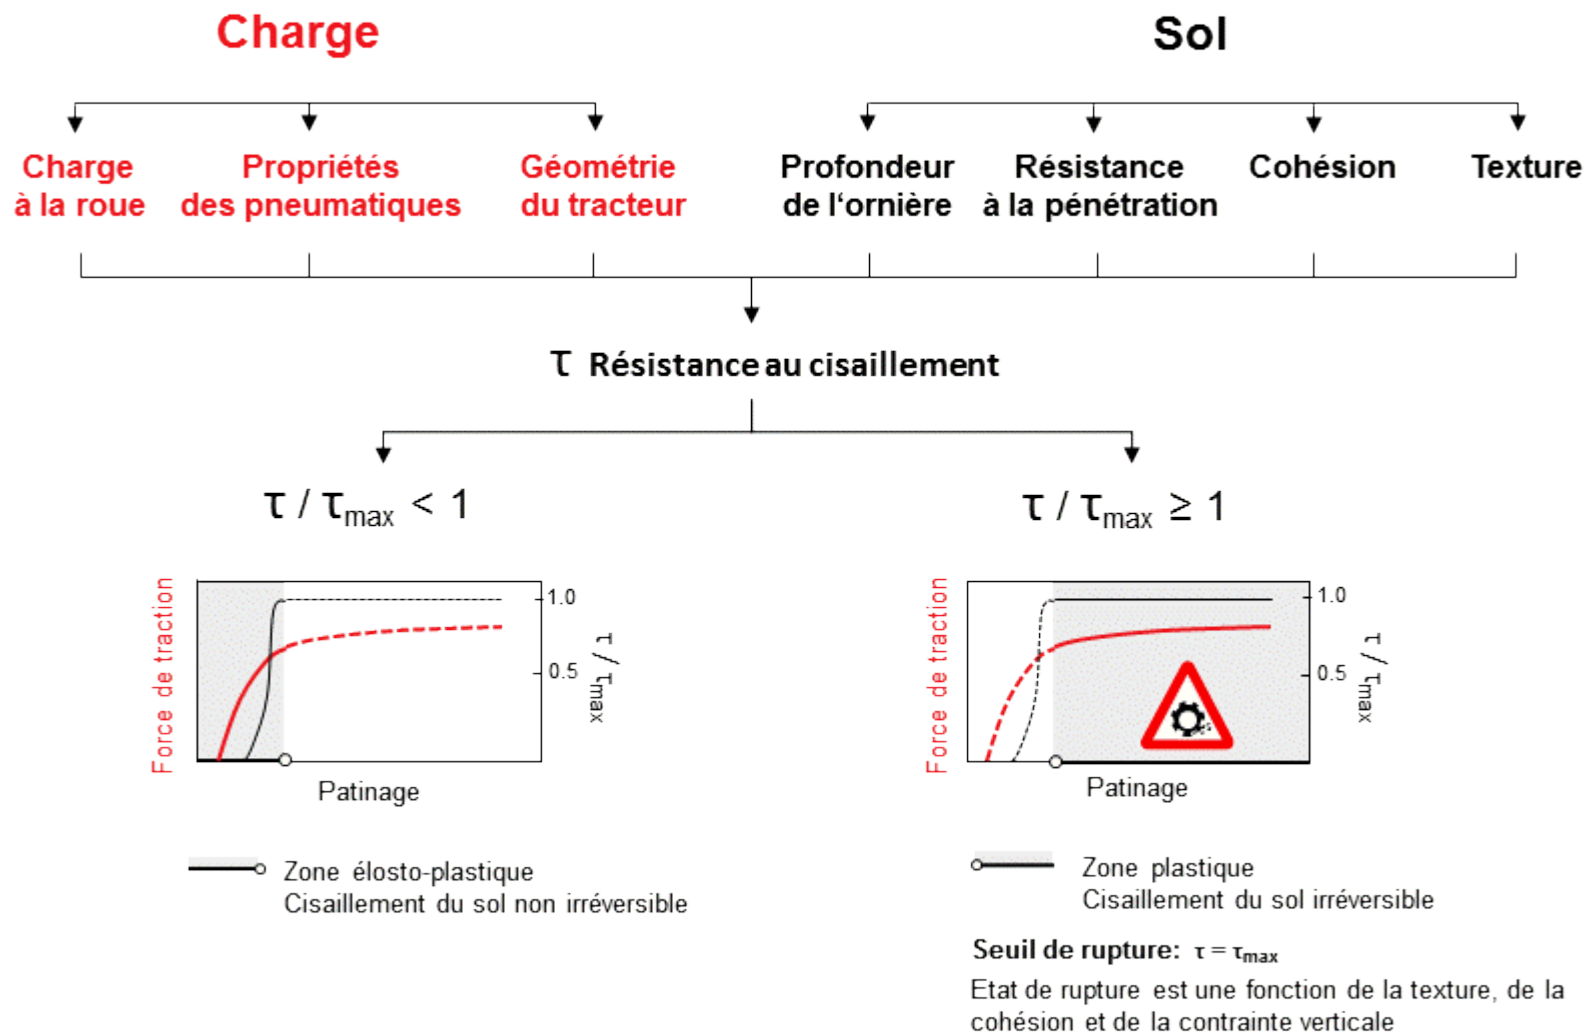 Charge
Sol
Charge
à la roue
Propriétés
des pneumatiques
Géométrie
du tracteur
Profondeur
de l‘ornière
Résistance
à la pénétration
Cohésion
Texture
τ Résistance au cisaillement
τ / τmax < 1
τ / τmax ≥ 1
Force de traction
1.0
0.5
τ / τmax
Patinage
Force de traction
1.0
0.5
τ / τmax
Patinage
Zone élosto-plastique
Cisaillement du sol non irréversible
Zone plastique
Cisaillement du sol irréversible
Seuil de rupture: τ = τmax
Etat de rupture est une fonction de la texture, de la
cohésion et de la contrainte verticale